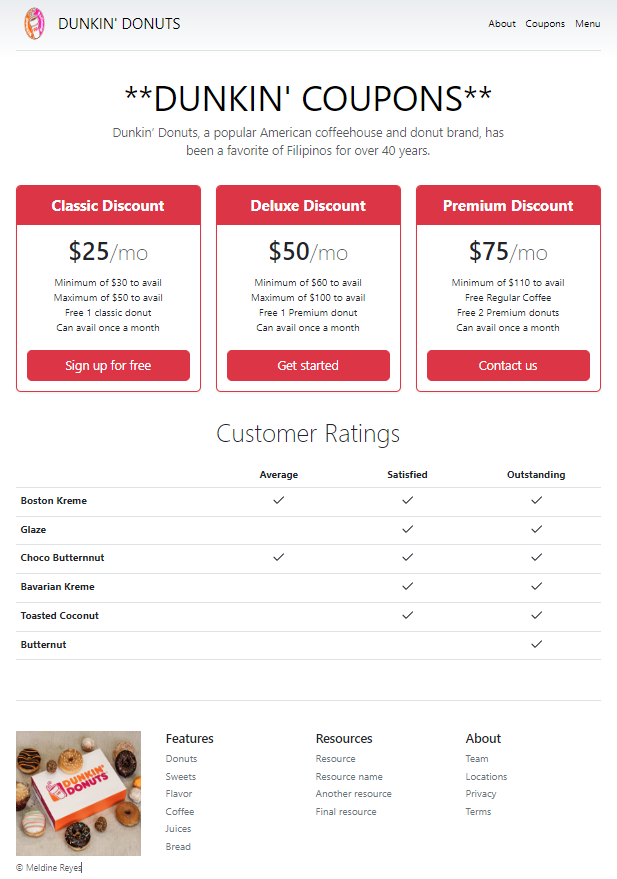 DUNKIN' DONUTS
About Coupons Menu
**DUNKIN' COUPONS**
Dunkin' Donuts, a popular American coffeehouse and donut brand, has
been a favorite of Filipinos for over 40 years.
Classic Discount
$25/mo
Minimum of $30 to avail
Maximum of $50 to avail
Free 1 classic donut
Can avail once a month
Sign up for free
Deluxe Discount
$50/mo
Minimum of $60 to avail
Maximum of $100 to avail
Free 1 Premium donut
Can avail once a month
Get started
Premium Discount
$75/mo
Minimum of $110 to avail
Free Regular Coffee
Free 2 Premium donuts
Can avail once a month
Contact us
Customer Ratings
Average Satisfied Outstanding
Boston Kreme
Glaze
Choco Butternnut
Bavarian Kreme
Toasted Coconut
Butternut
DUNKIN'
DONUTS
© Meldine Reyes
Features
Donuts
Sweets
Flavor
Coffee
Juices
Bread
Resources
Resource
Resource name
Another resource
Final resource
About
Team
Locations
Privacy
Terms